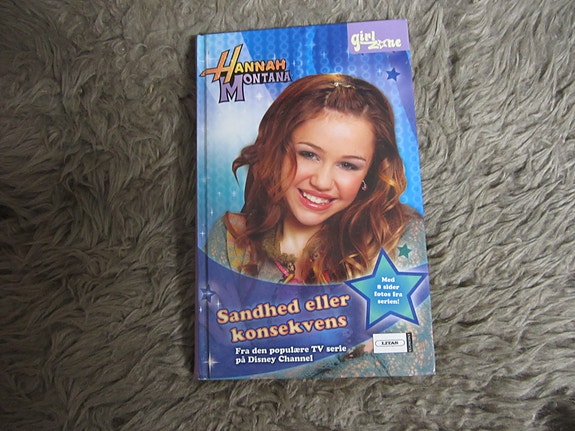 girl
zone
HANNAH
MONTANA
Med
8 sider
fotos fra
serien!
Sandhed eller
konsekvens
Fra den populære TV serie
på Disney Channel
LITAS